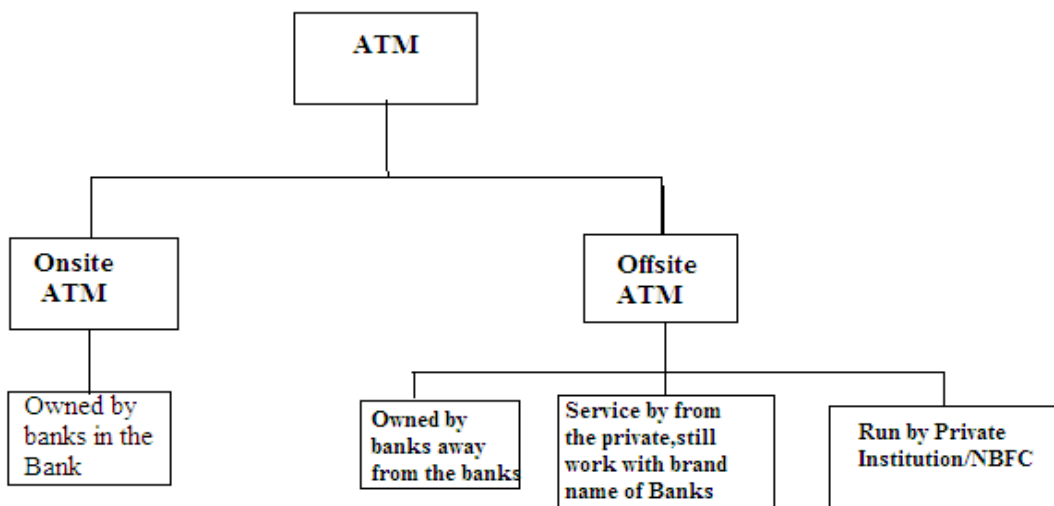 ATM
Onsite
ATM
Offsite
ATM
Owned by
banks in the
Bank
Owned by
banks away
from the banks
Service by from
the private,still
work with brand
name of Banks
Run by Private
Institution/NBFC